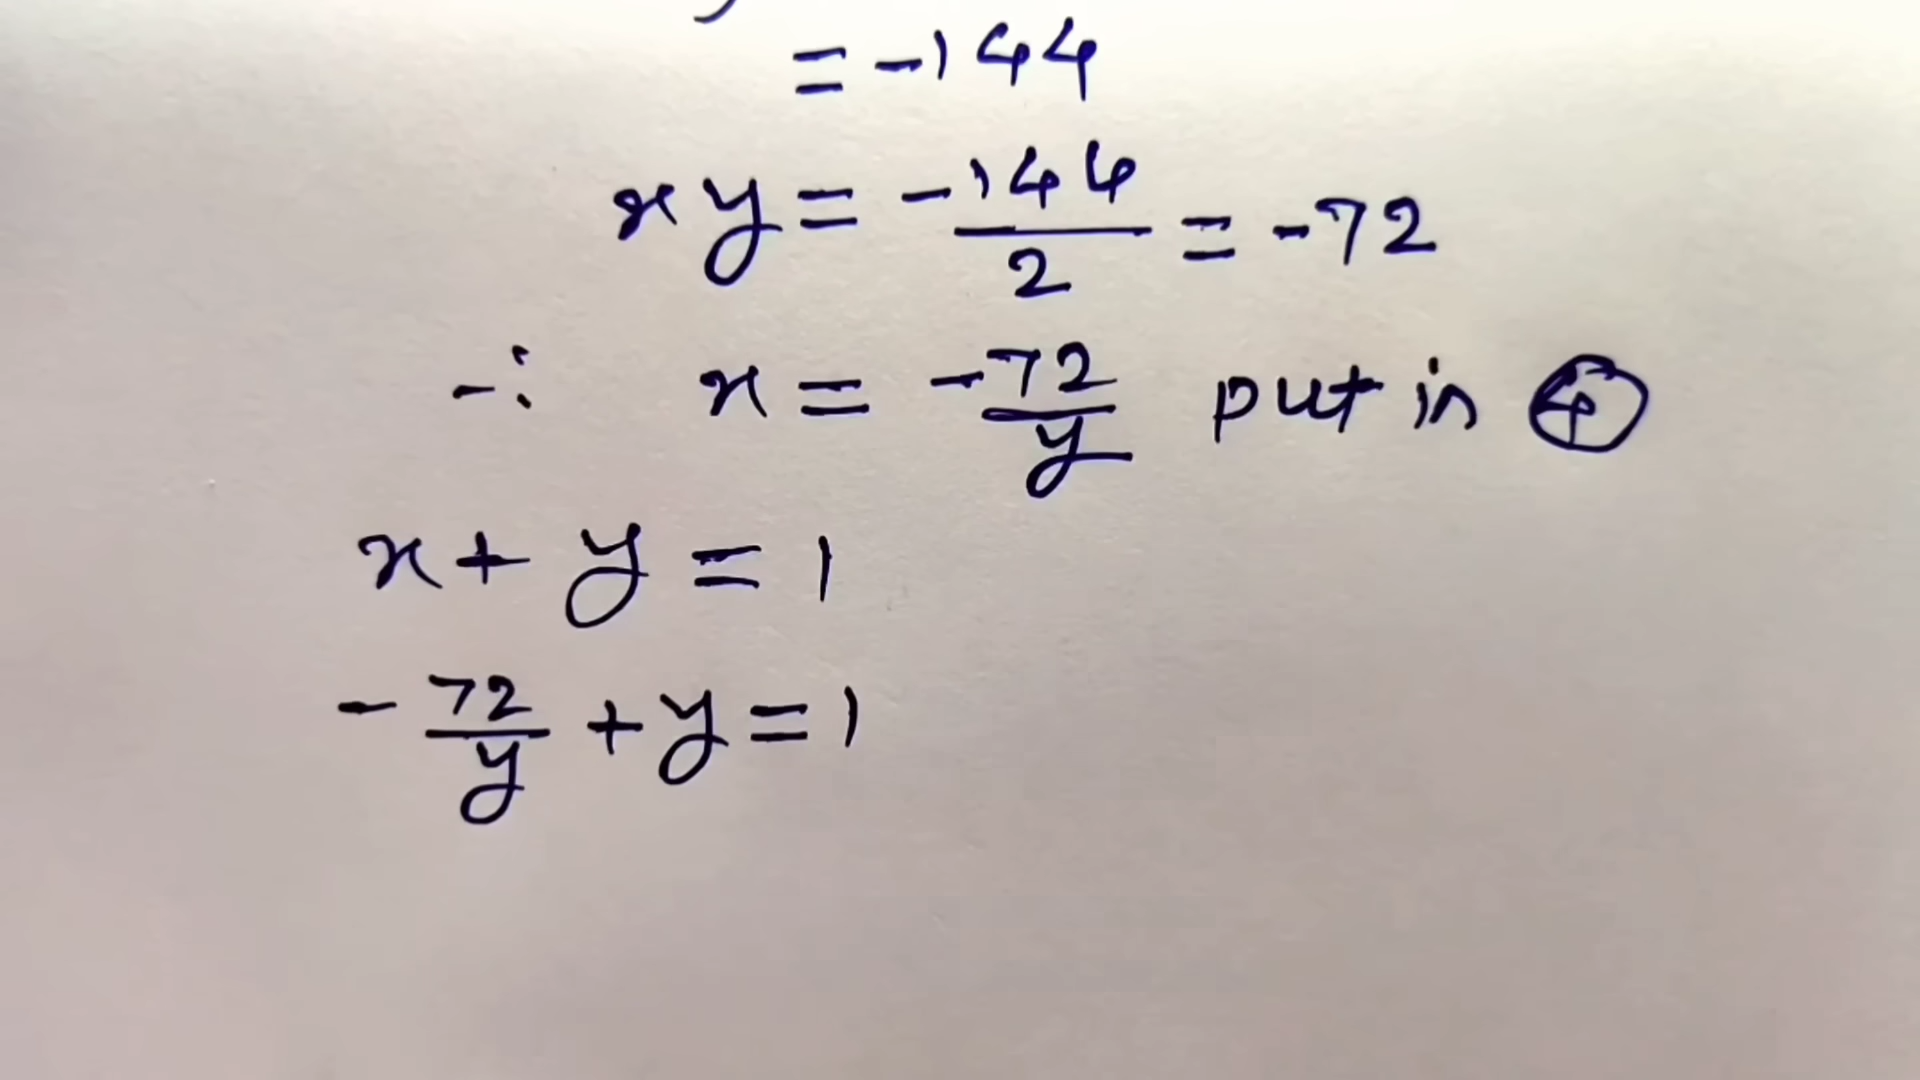 = -144
xy = -144/2 = -72
∴ x = -72/y put in ④
x + y = 1
-72/y + y = 1